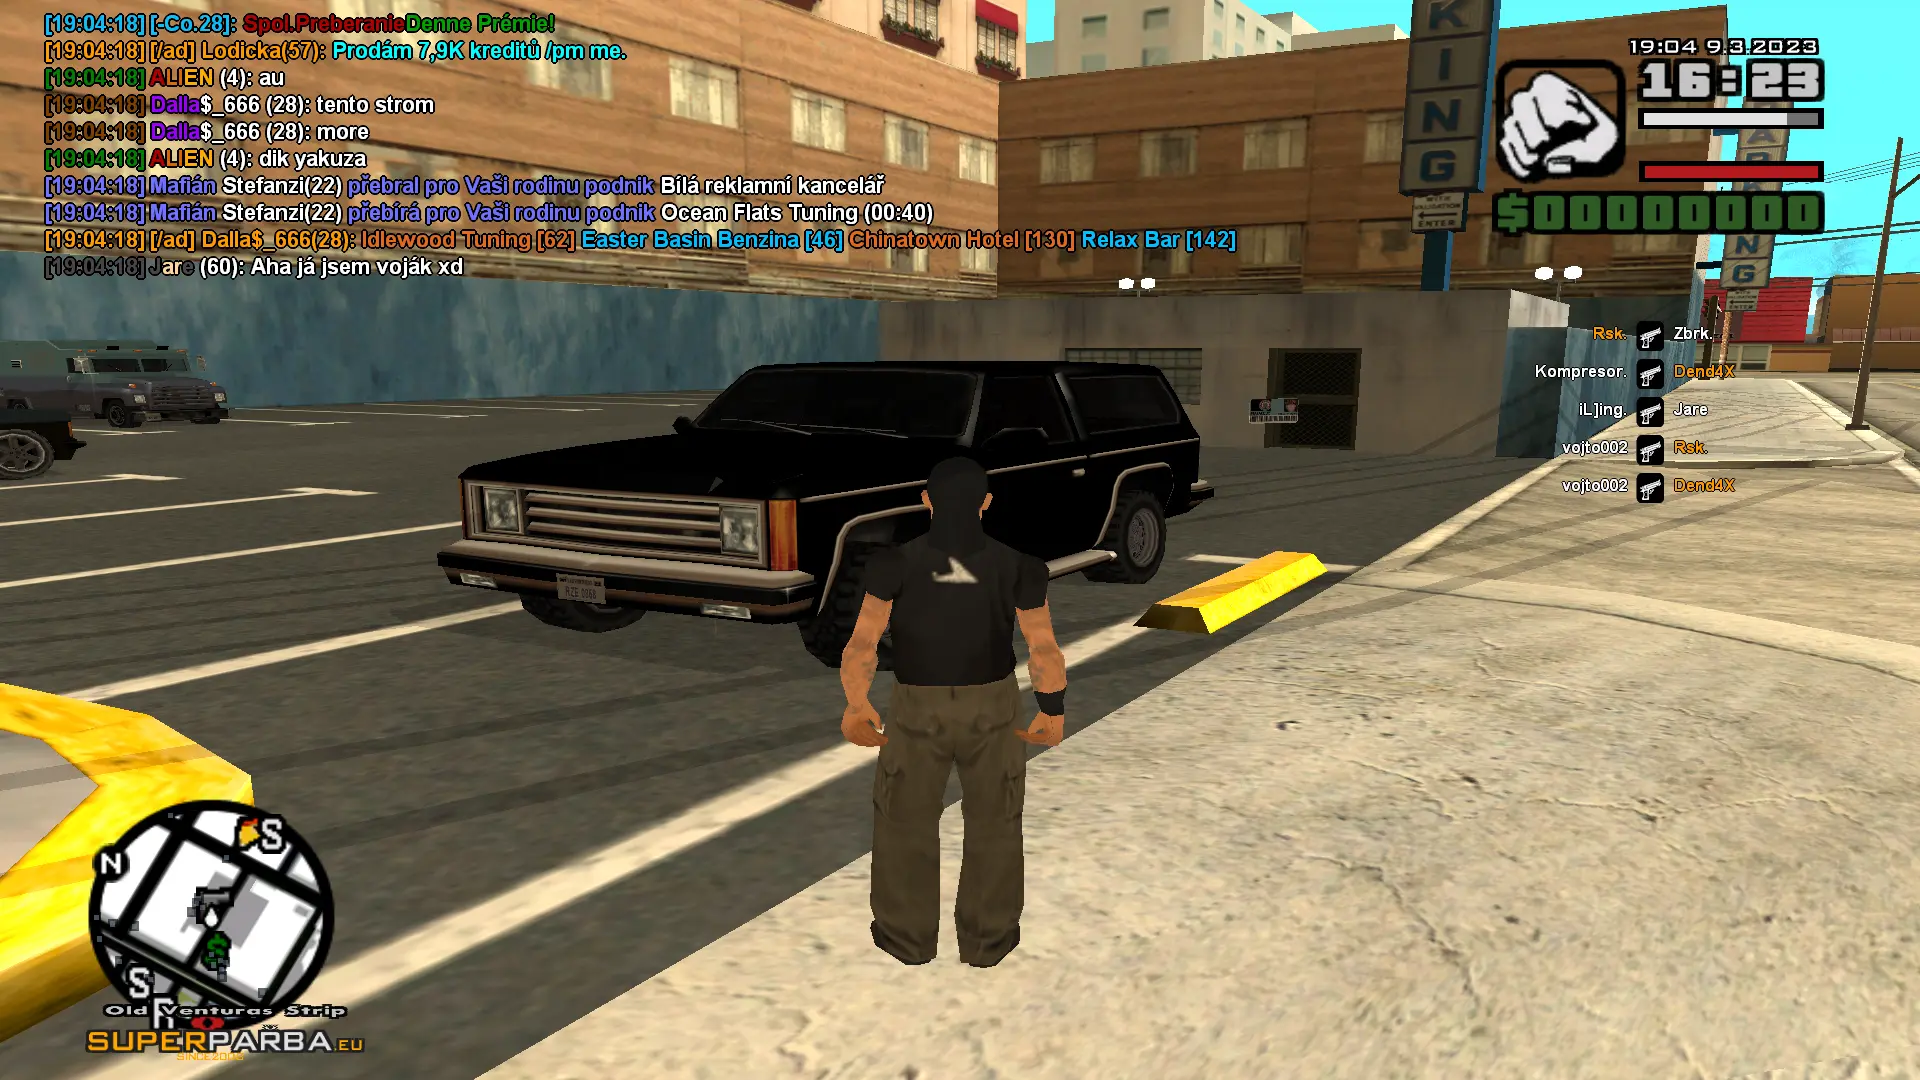 [19:04:18] [-Co.28]: Spol.PreberanieDenne Prémie!
[19:04:18] [/ad] Lodicka(57): Prodám 7,9K kreditů /pm me.
[19:04:18] ALIEN (4): au
[19:04:18] Dalla$_666 (28): tento strom
[19:04:18] Dalla$_666 (28): more
[19:04:18] ALIEN (4): dik yakuza
[19:04:18] Mafián Stefanzi(22) přebral pro Vaši rodinu podnik Bílá reklamní kancelář
[19:04:18] Mafián Stefanzi(22) přebírá pro Vaši rodinu podnik Ocean Flats Tuning (00:40)
[19:04:18] [/ad] Dalla$_666(28): Idlewood Tuning [62] Easter Basin Benzina [46] Chinatown Hotel [130] Relax Bar [142]
[19:04:18] Jare (60): Aha já jsem voják xd
19:04 9.3.2023
16:23
$00000000
KING
ENTER
Rsk. Zbrk.
Kompresor. Dend4X
iL]ing. Jare
vojto002 Rsk.
vojto002 Dend4X
N
S
S
R
Old Venturas Strip
SUPERPAŘBA.EU